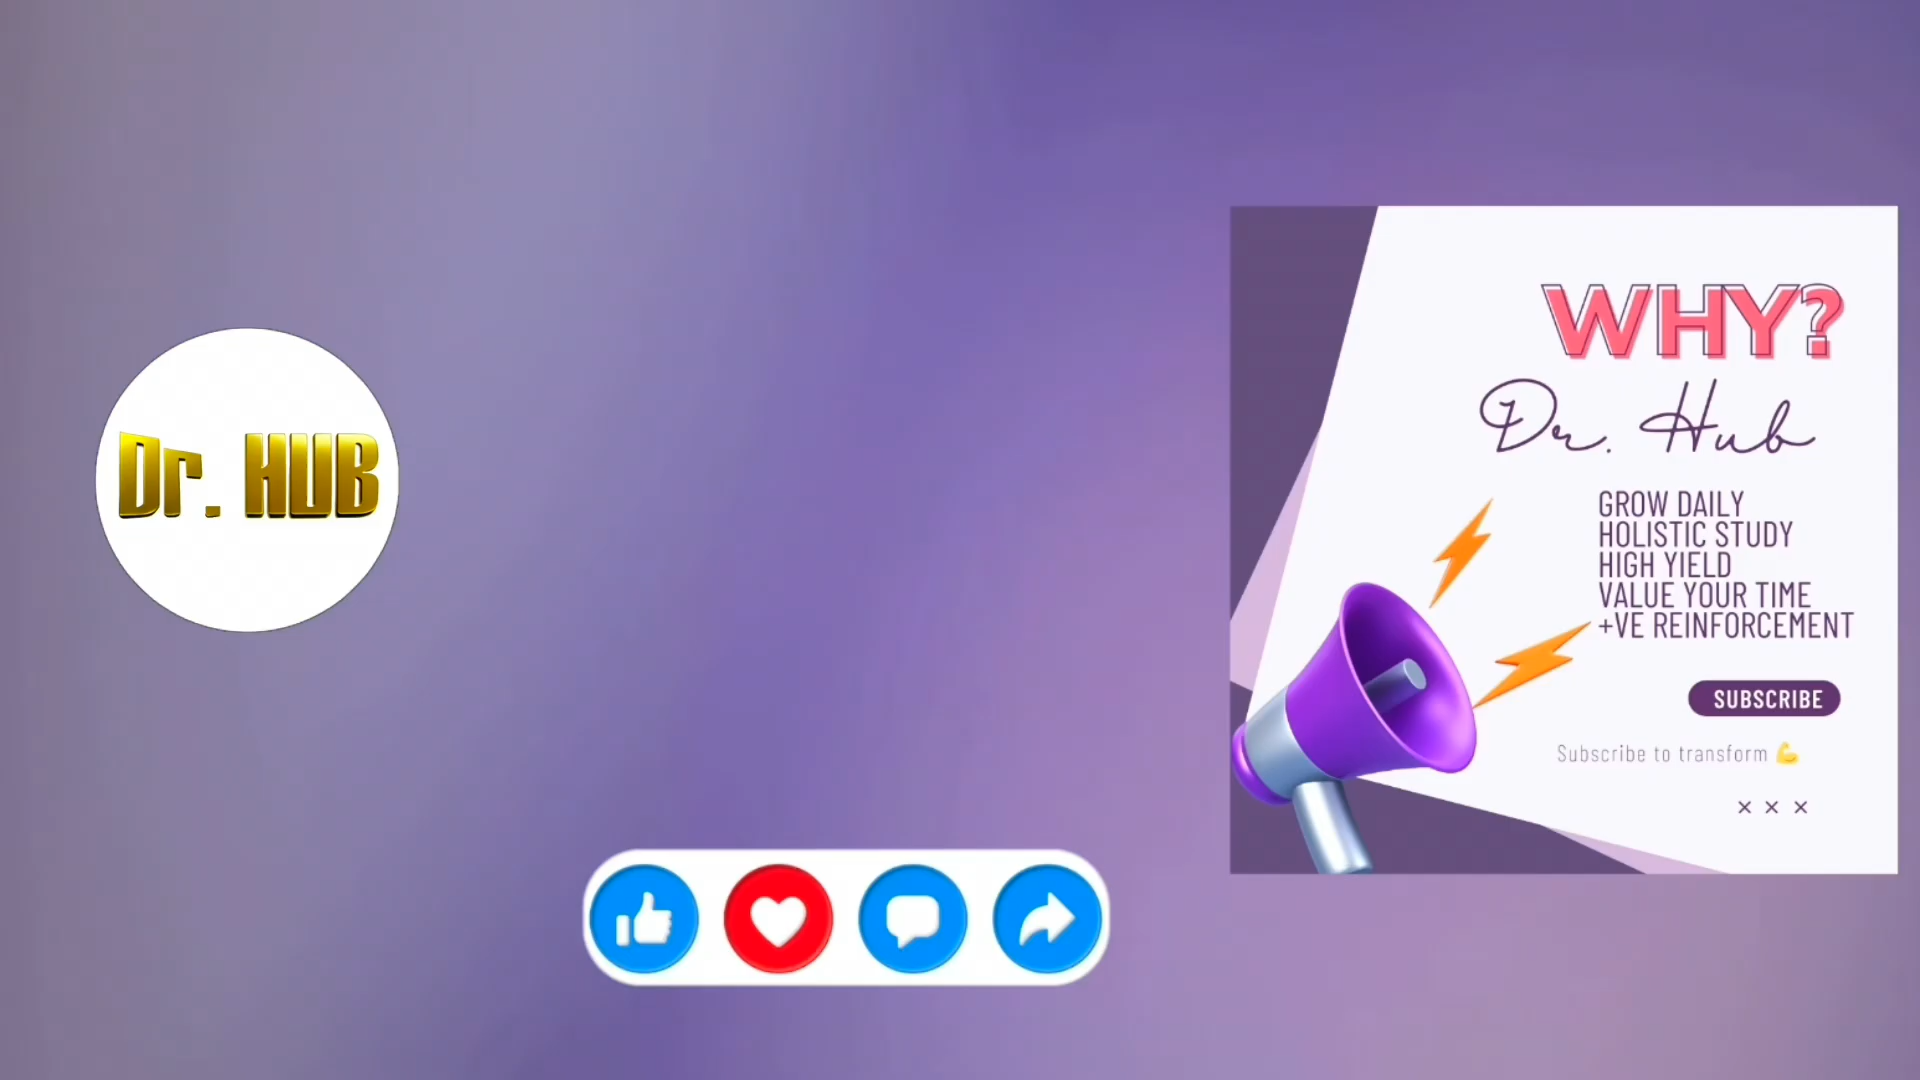 Dr. HUB
WHY?
Dr. Hub
GROW DAILY
HOLISTIC STUDY
HIGH YIELD
VALUE YOUR TIME
+VE REINFORCEMENT
SUBSCRIBE
Subscribe to transform 💪
× × ×